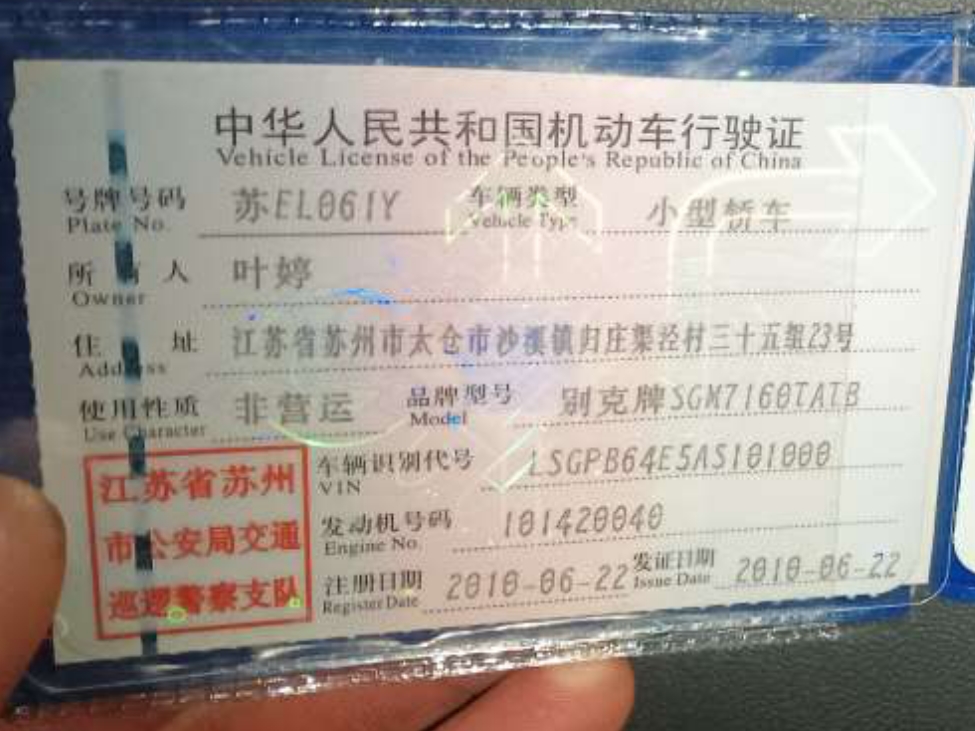 中华人民共和国机动车行驶证
Vehicle License of the People's Republic of China
号牌号码 苏EL061Y 车辆类型 小型轿车
Plate No. Vehicle Type
所有人 叶婷
Owner
住址 江苏省苏州市太仓市沙溪镇归庄渠泾村三十五组23号
Address
使用性质 非营运 品牌型号 别克牌SGM7160TATB
Use Character Model
江苏省苏州 车辆识别代号 LSGPB64E5AS101000
VIN
市公安局交通 发动机号码 101420040
Engine No.
巡逻警察支队 注册日期 2010-06-22 发证日期 2010-06-22
Register Date Issue Date